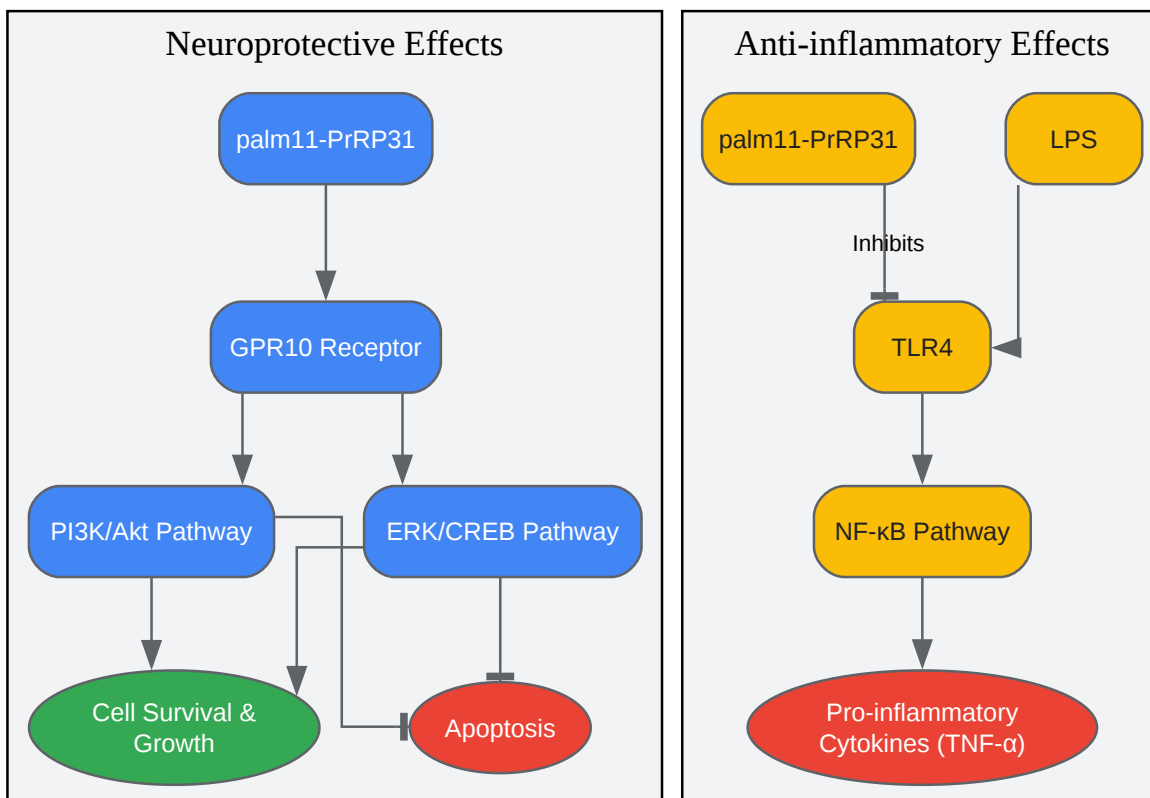 Neuroprotective Effects
palm11-PrRP31
GPR10 Receptor
PI3K/Akt Pathway
ERK/CREB Pathway
Cell Survival &
Growth
Apoptosis
Anti-inflammatory Effects
palm11-PrRP31
LPS
Inhibits
TLR4
NF-κB Pathway
Pro-inflammatory
Cytokines (TNF-α)